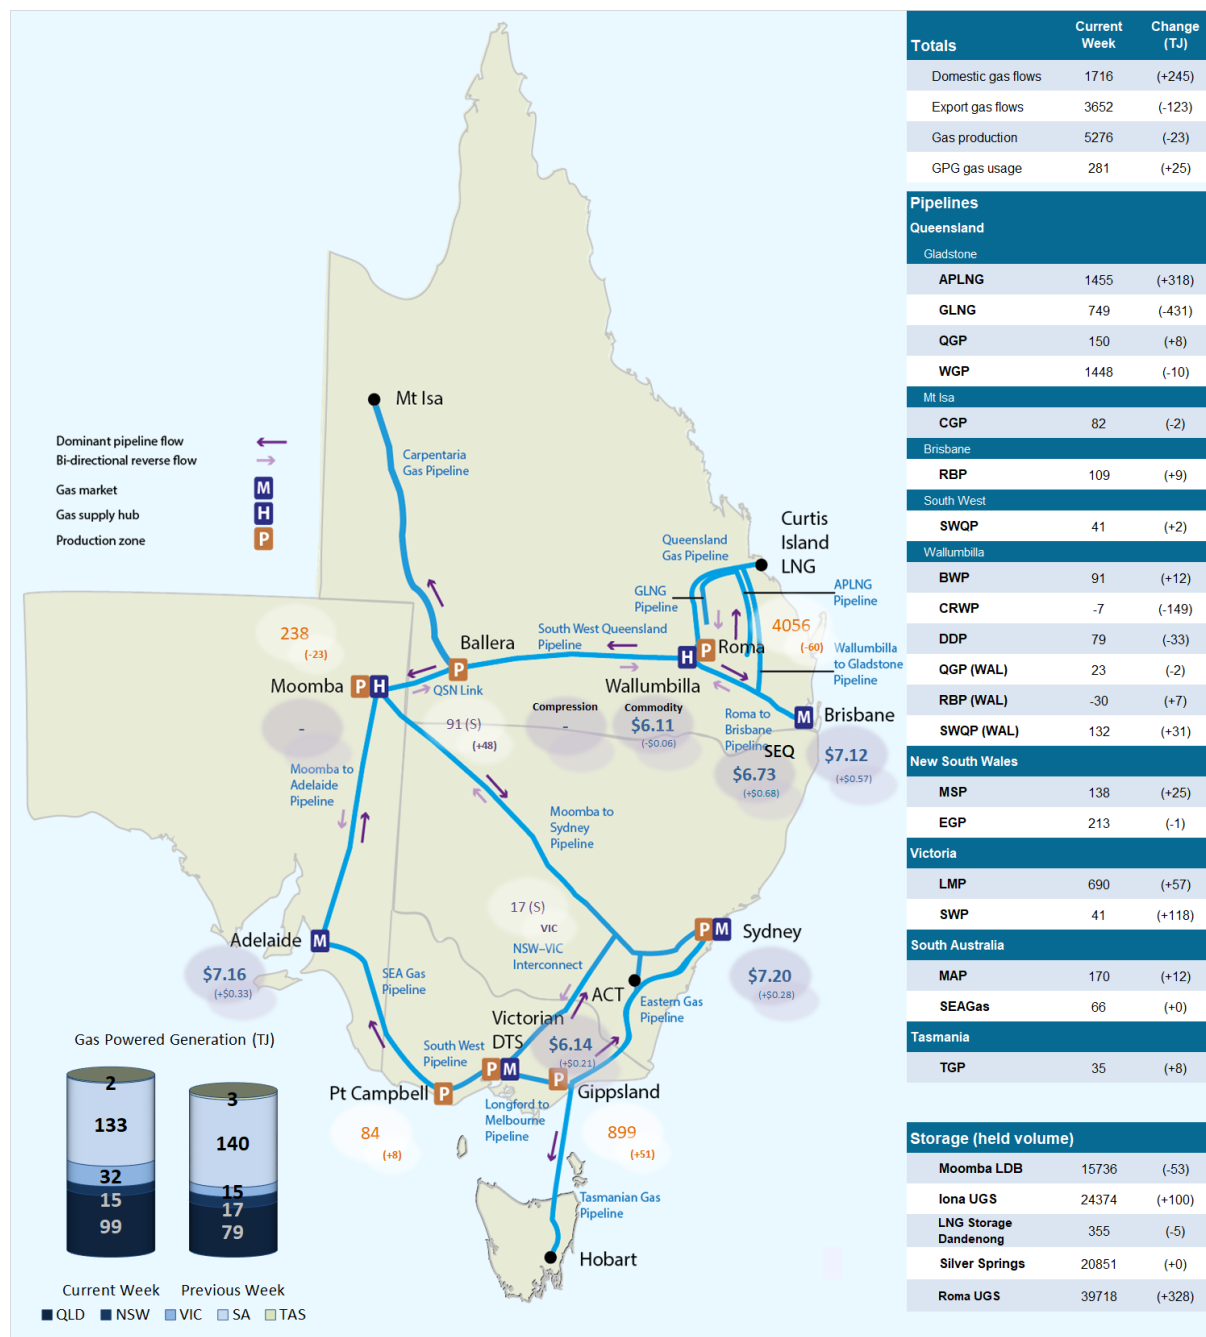 Mt Isa
Dominant pipeline flow
Bi-directional reverse flow
Gas market M
Gas supply hub H
Production zone P
Carpentaria
Gas Pipeline
Curtis
Island
LNG
Queensland
Gas Pipeline
GLNG
Pipeline
APLNG
Pipeline
238
(-23)
4056
(-60)
Ballera
P
South West Queensland
Pipeline
H P Roma
Wallumbilla
Wallumbilla
to Gladstone
Pipeline
Moomba P H
QSN Link
-
91 (S)
(+48)
Compression
-
Commodity
$6.11
(-$0.06)
Roma to
Brisbane
Pipeline
M Brisbane
SEQ
$6.73
(+$0.68)
$7.12
(+$0.57)
Moomba to
Adelaide
Pipeline
Moomba to
Sydney
Pipeline
17 (S)
VIC
NSW–VIC
Interconnect
Adelaide M
$7.16
(+$0.33)
P M Sydney
$7.20
(+$0.28)
SEA Gas
Pipeline
ACT
Eastern Gas
Pipeline
Victorian
DTS
P M
$6.14
(+$0.21)
South West
Pipeline
Pt Campbell P
84
(+8)
P
Gippsland
899
(+51)
Longford to
Melbourne
Pipeline
Tasmanian Gas
Pipeline
Hobart
Gas Powered Generation (TJ)
2
133
32
15
99
3
140
15
17
79
Current Week Previous Week
QLD NSW VIC SA TAS
Totals Current Week Change (TJ)
Domestic gas flows 1716 (+245)
Export gas flows 3652 (-123)
Gas production 5276 (-23)
GPG gas usage 281 (+25)
Pipelines
Queensland
Gladstone
APLNG 1455 (+318)
GLNG 749 (-431)
QGP 150 (+8)
WGP 1448 (-10)
Mt Isa
CGP 82 (-2)
Brisbane
RBP 109 (+9)
South West
SWQP 41 (+2)
Wallumbilla
BWP 91 (+12)
CRWP -7 (-149)
DDP 79 (-33)
QGP (WAL) 23 (-2)
RBP (WAL) -30 (+7)
SWQP (WAL) 132 (+31)
New South Wales
MSP 138 (+25)
EGP 213 (-1)
Victoria
LMP 690 (+57)
SWP 41 (+118)
South Australia
MAP 170 (+12)
SEAGas 66 (+0)
Tasmania
TGP 35 (+8)
Storage (held volume)
Moomba LDB 15736 (-53)
Iona UGS 24374 (+100)
LNG Storage
Dandenong 355 (-5)
Silver Springs 20851 (+0)
Roma UGS 39718 (+328)